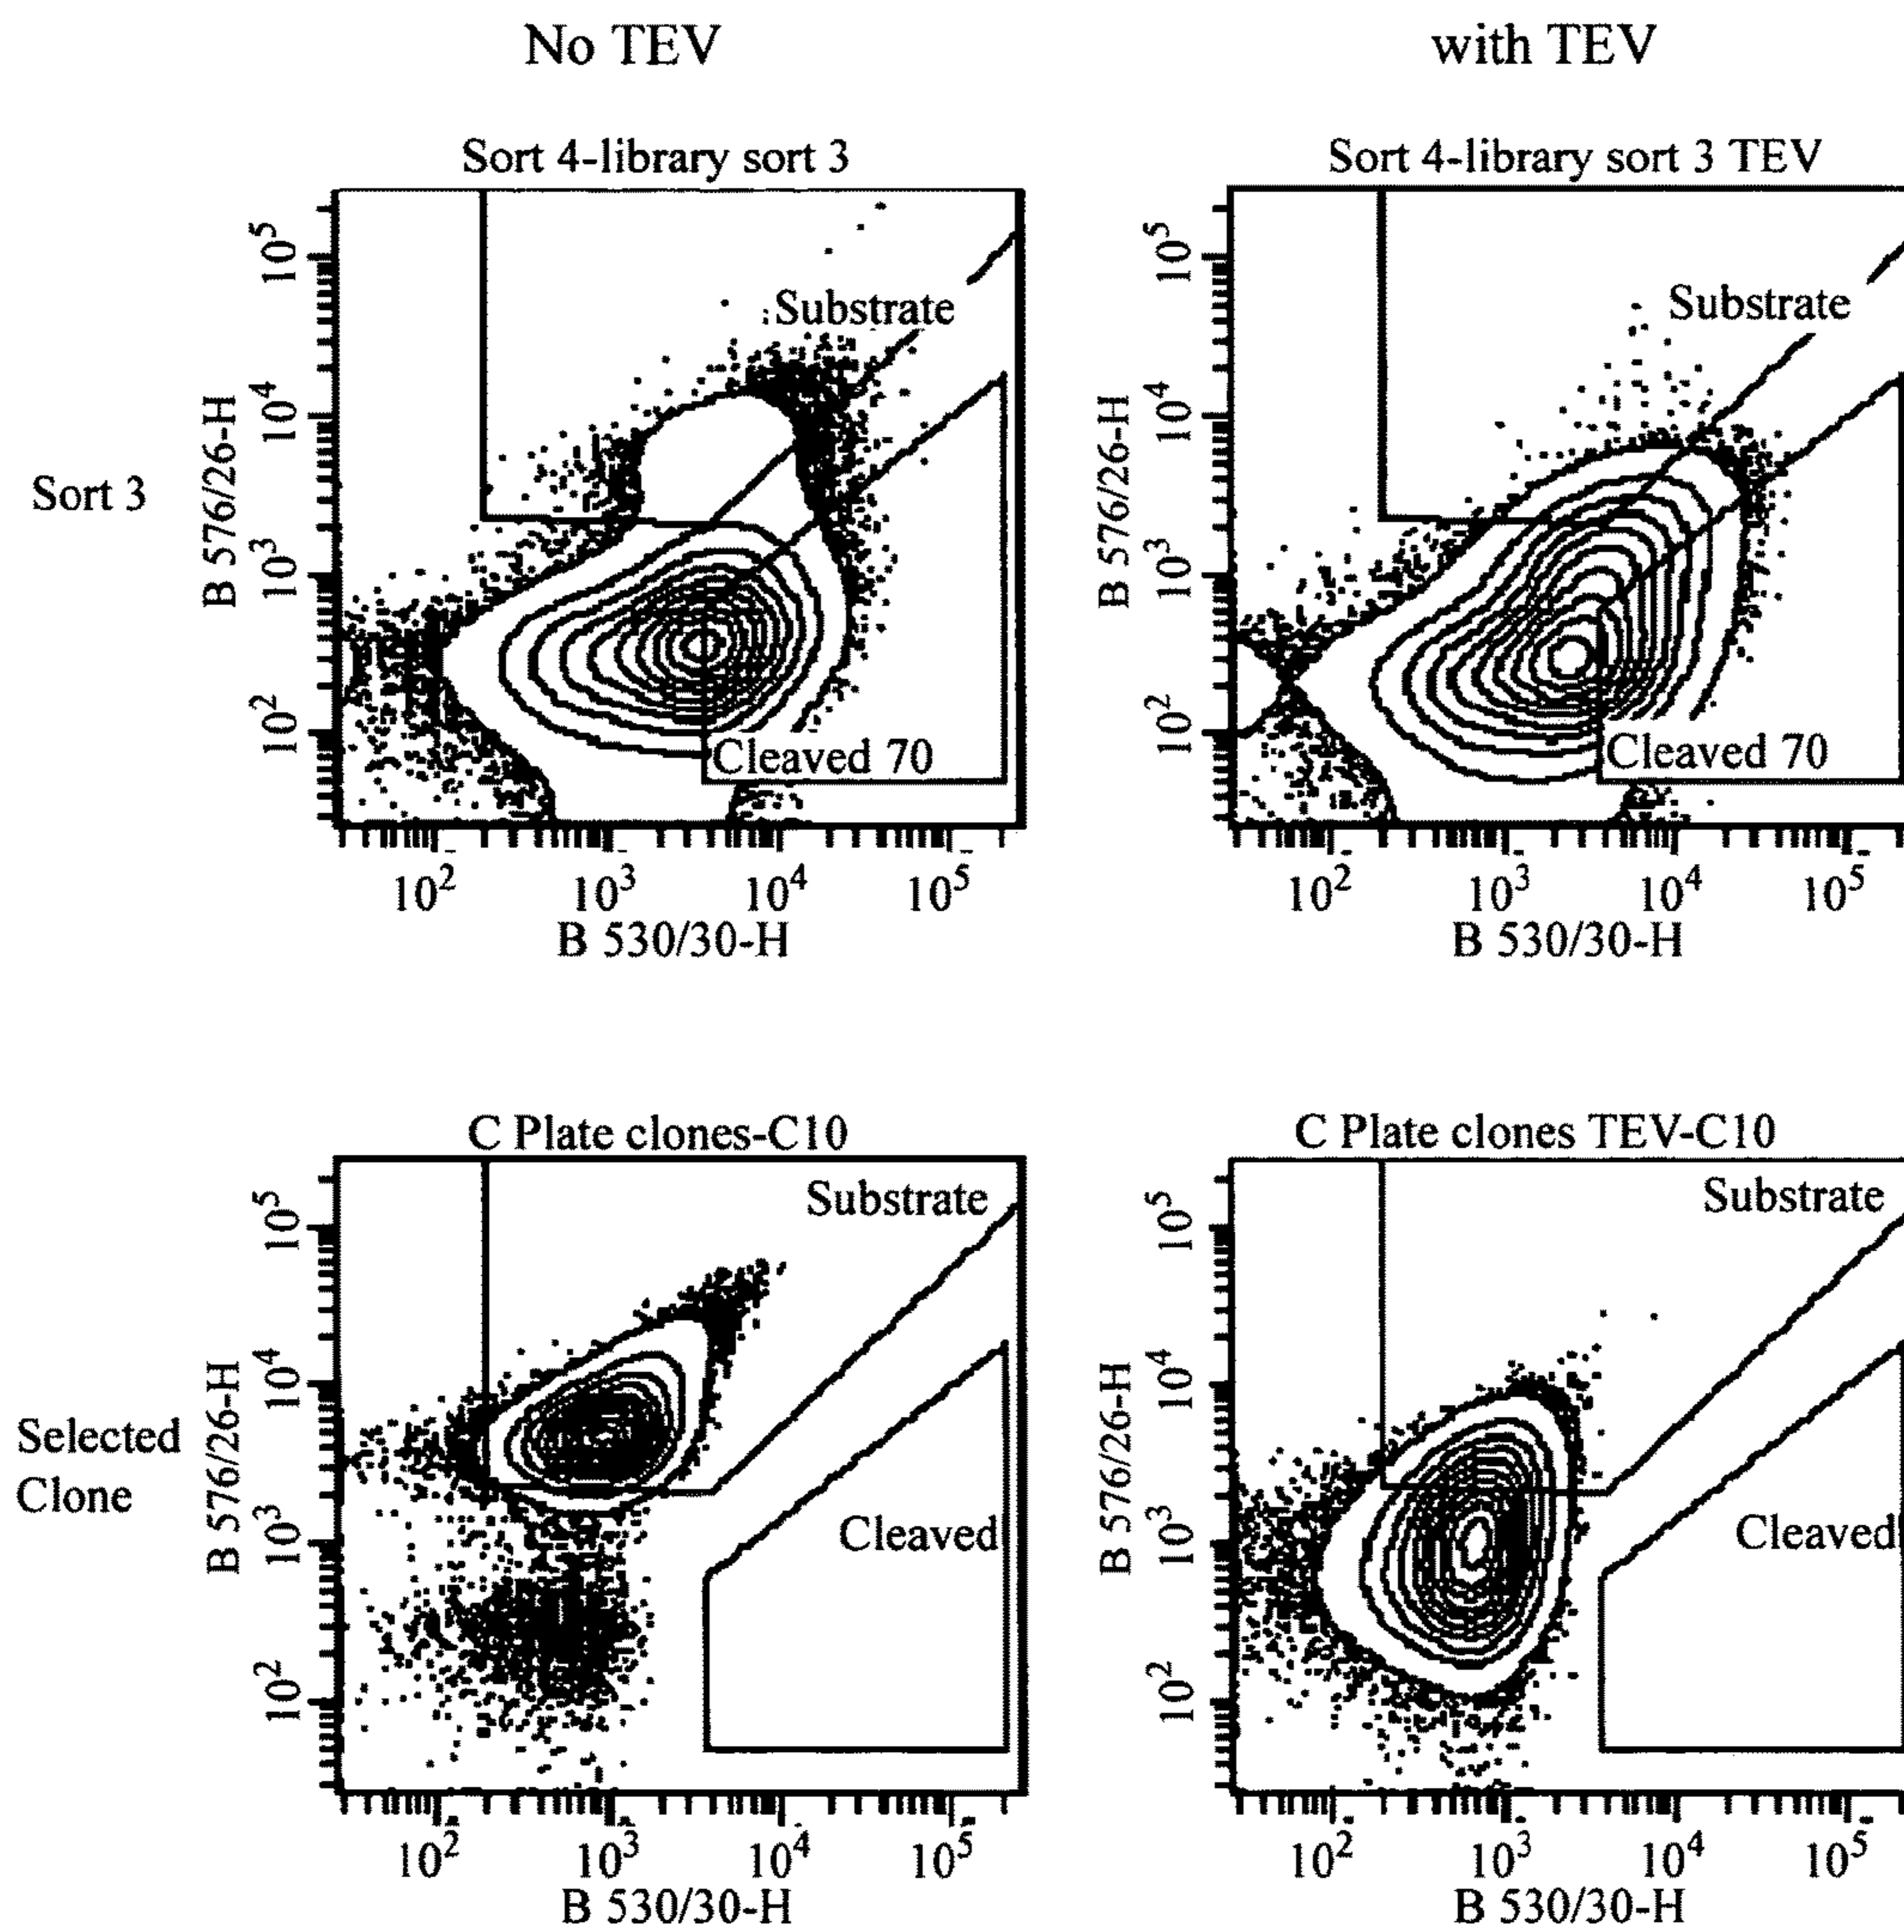 No TEV
with TEV
Sort 4-library sort 3
Sort 4-library sort 3 TEV
Sort 3
B 576/26-H
10^5
10^4
10^3
10^2
Substrate
Cleaved 70
10^2
10^3
10^4
10^5
B 530/30-H
B 576/26-H
10^5
10^4
10^3
10^2
Substrate
Cleaved 70
10^2
10^3
10^4
10^5
B 530/30-H
C Plate clones-C10
C Plate clones TEV-C10
Selected
Clone
B 576/26-H
10^5
10^4
10^3
10^2
Substrate
Cleaved
10^2
10^3
10^4
10^5
B 530/30-H
B 576/26-H
10^5
10^4
10^3
10^2
Substrate
Cleaved
10^2
10^3
10^4
10^5
B 530/30-H